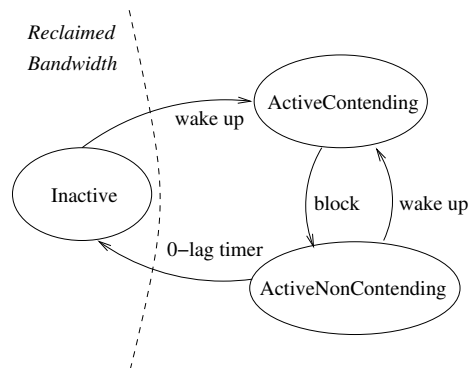 Reclaimed
Bandwidth
ActiveContending
wake up
Inactive
block
wake up
0−lag timer
ActiveNonContending